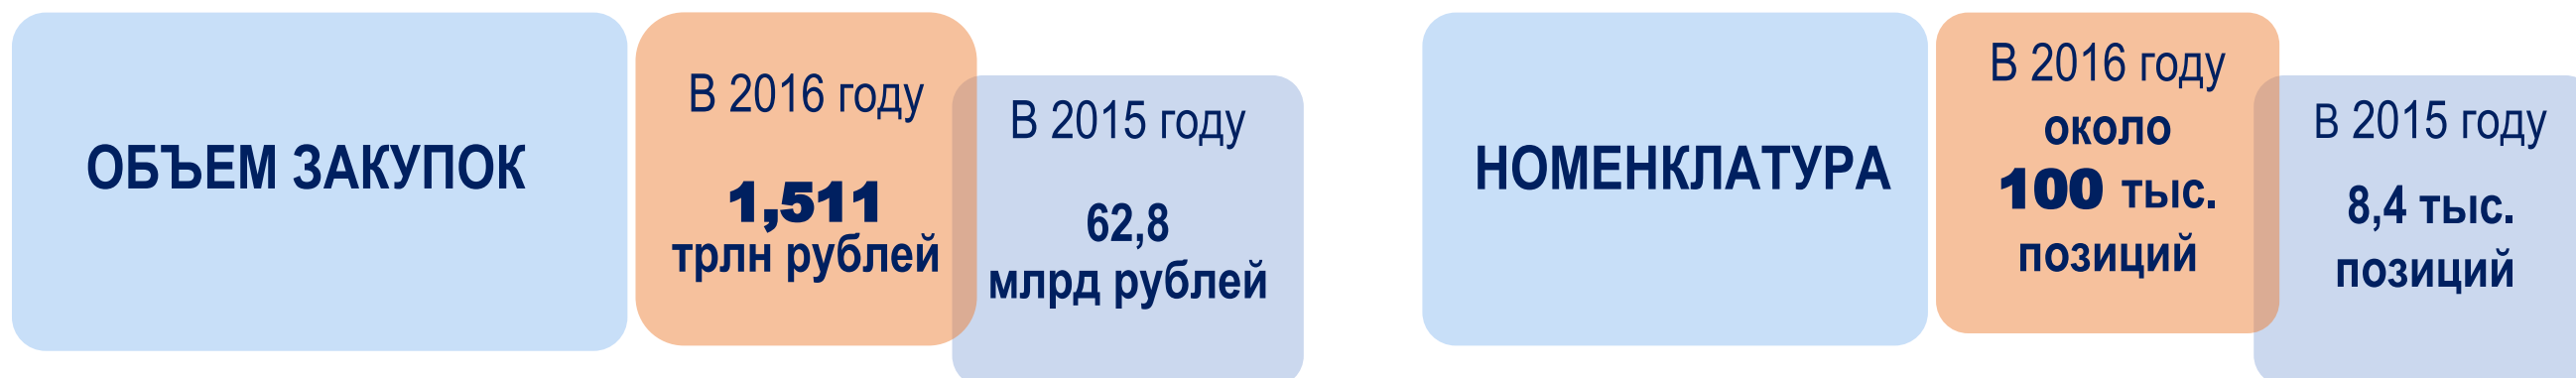 ОБЪЕМ ЗАКУПОК
В 2016 году
1,511
трлн рублей
В 2015 году
62,8
млрд рублей
НОМЕНКЛАТУРА
В 2016 году
около
100 тыс.
позиций
В 2015 году
8,4 тыс.
позиций